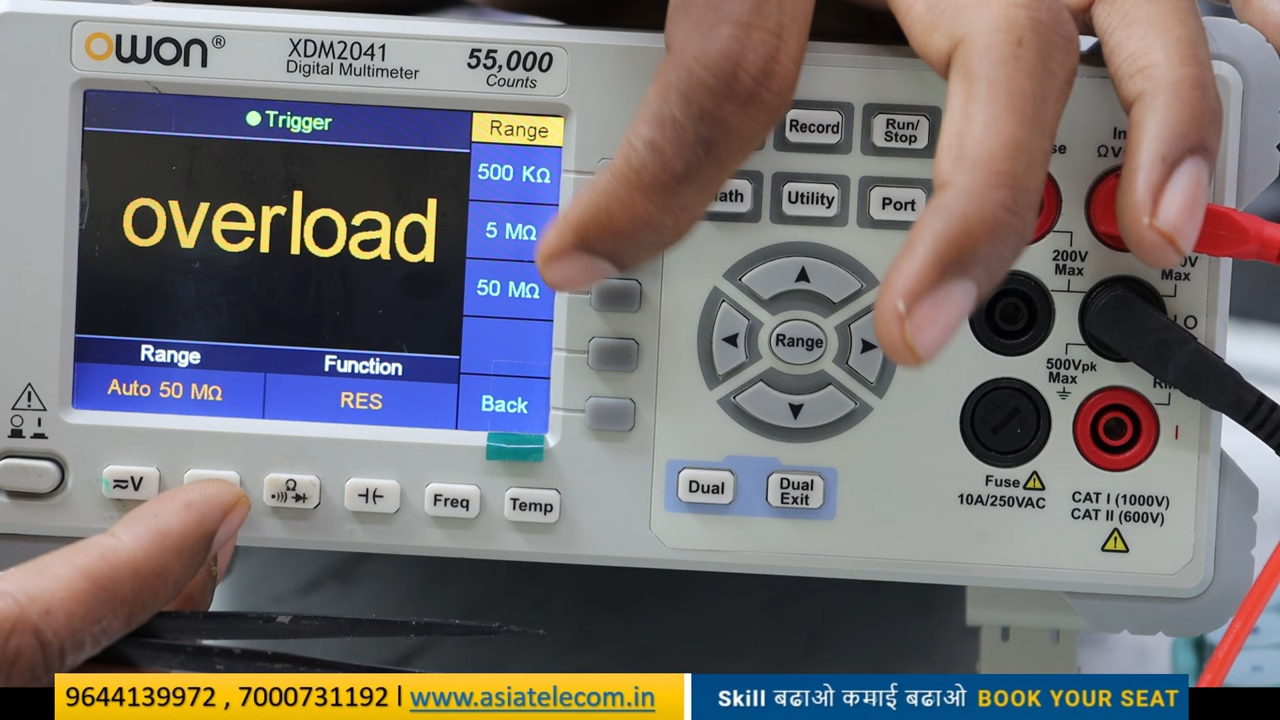 OWON® XDM2041 55,000
Digital Multimeter Counts
Trigger
Range
500 KΩ
5 MΩ
50 MΩ
overload
Range Function
Auto 50 MΩ RES
Back
Record Run/
Stop
Utility Port
Range
200V
Max
Max
500Vpk
Max
I
≂V Ω Freq Temp
Dual Dual
Exit
Fuse
10A/250VAC
CAT I (1000V)
CAT II (600V)
9644139972 , 7000731192 l www.asiatelecom.in
Skill बढाओ कमाई बढाओ BOOK YOUR SEAT